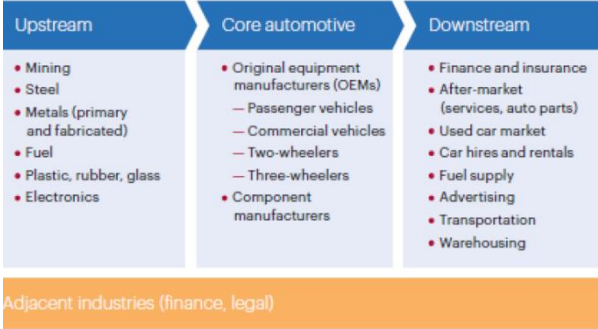 Upstream
• Mining
• Steel
• Metals (primary
and fabricated)
• Fuel
• Plastic, rubber, glass
• Electronics
Core automotive
• Original equipment
manufacturers (OEMs)
— Passenger vehicles
— Commercial vehicles
— Two-wheelers
— Three-wheelers
• Component
manufacturers
Downstream
• Finance and insurance
• After-market
(services, auto parts)
• Used car market
• Car hires and rentals
• Fuel supply
• Advertising
• Transportation
• Warehousing
Adjacent industries (finance, legal)